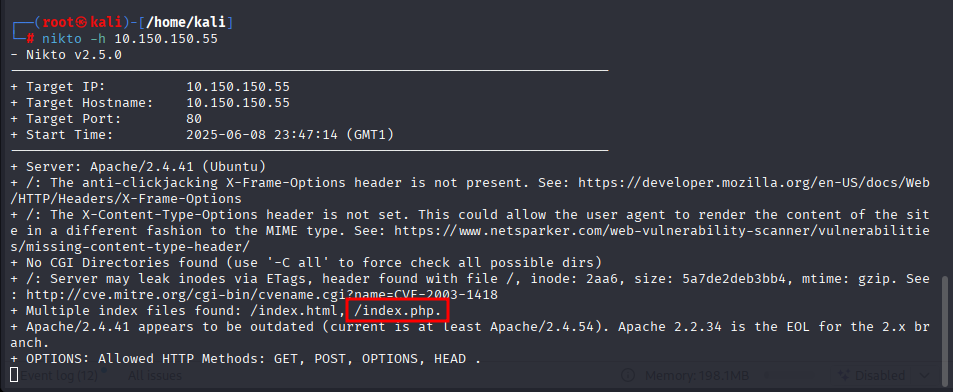 ┌──(root㉿kali)-[/home/kali]
└─# nikto -h 10.150.150.55
- Nikto v2.5.0
---------------------------------------------------------------------------
+ Target IP:          10.150.150.55
+ Target Hostname:    10.150.150.55
+ Target Port:        80
+ Start Time:         2025-06-08 23:47:14 (GMT1)
---------------------------------------------------------------------------
+ Server: Apache/2.4.41 (Ubuntu)
+ /: The anti-clickjacking X-Frame-Options header is not present. See: https://developer.mozilla.org/en-US/docs/Web
/HTTP/Headers/X-Frame-Options
+ /: The X-Content-Type-Options header is not set. This could allow the user agent to render the content of the sit
e in a different fashion to the MIME type. See: https://www.netsparker.com/web-vulnerability-scanner/vulnerabilitie
s/missing-content-type-header/
+ No CGI Directories found (use '-C all' to force check all possible dirs)
+ /: Server may leak inodes via ETags, header found with file /, inode: 2aa6, size: 5a7de2deb3bb4, mtime: gzip. See
: http://cve.mitre.org/cgi-bin/cvename.cgi?name=CVE-2003-1418
+ Multiple index files found: /index.html, /index.php.
+ Apache/2.4.41 appears to be outdated (current is at least Apache/2.4.54). Apache 2.2.34 is the EOL for the 2.x br
anch.
+ OPTIONS: Allowed HTTP Methods: GET, POST, OPTIONS, HEAD .
Event log (12) All issues Memory: 198.1MB Disabled